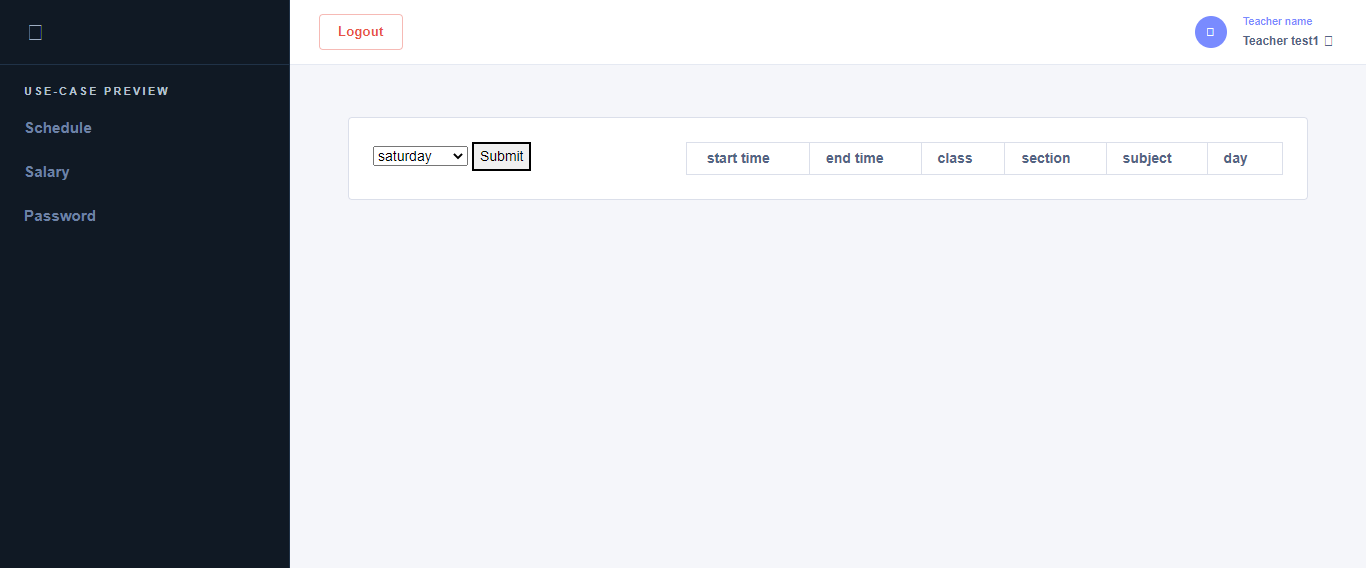 Logout
Teacher name
Teacher test1
USE-CASE PREVIEW
Schedule
Salary
Password
saturday Submit
start time end time class section subject day